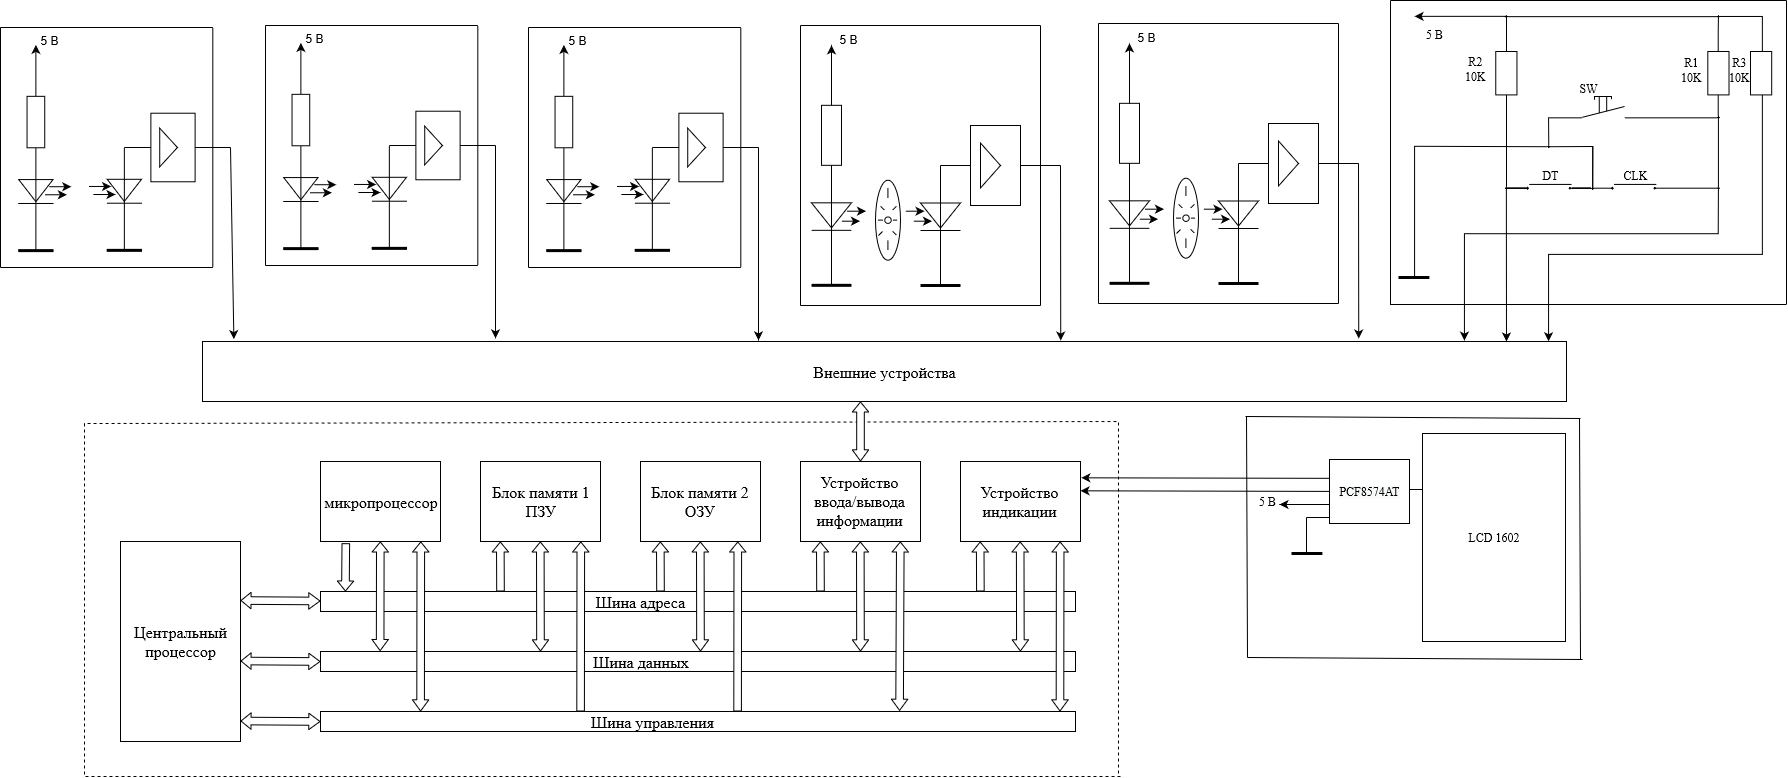 5 В
5 В
5 В
5 В
5 В
5 В
R2
10K
R1
10K
R3
10K
SW
DT
CLK
Внешние устройства
микропроцессор
Блок памяти 1
ПЗУ
Блок памяти 2
ОЗУ
Устройство
ввода/вывода
информации
Устройство
индикации
PCF8574AT
5 В
LCD 1602
Центральный
процессор
Шина адреса
Шина данных
Шина управления